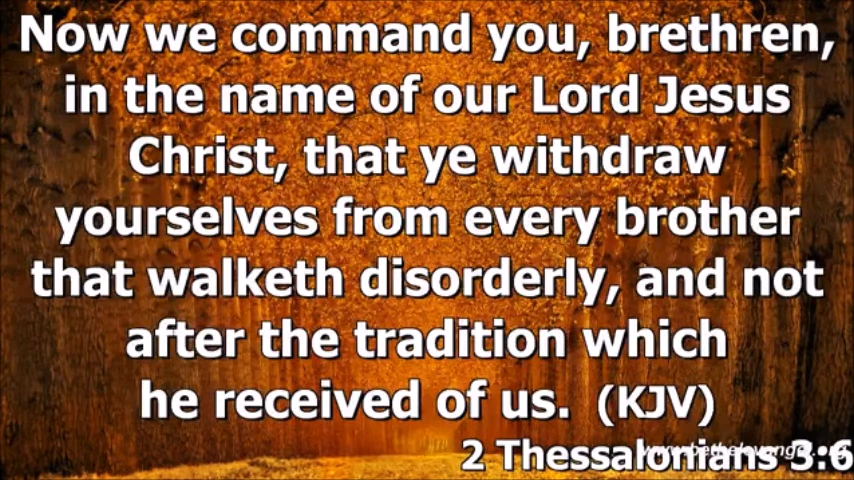 Now we command you, brethren,
in the name of our Lord Jesus
Christ, that ye withdraw
yourselves from every brother
that walketh disorderly, and not
after the tradition which
he received of us. (KJV)
2 Thessalonians 3:6